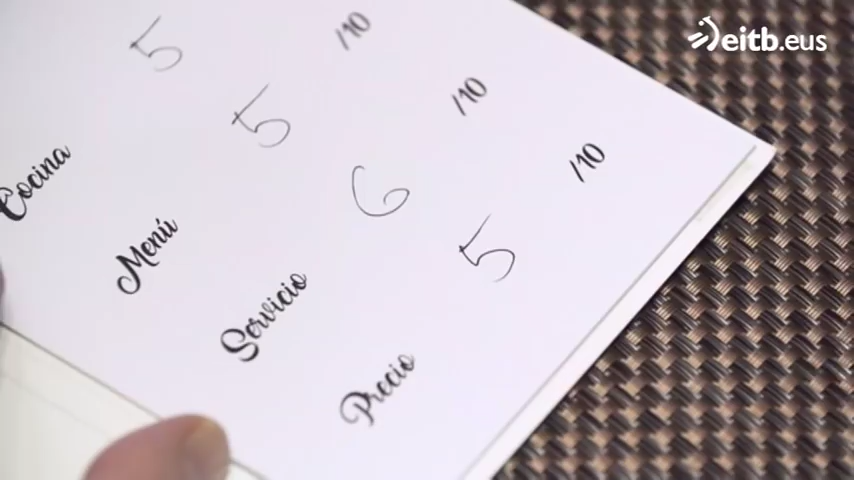 eitb.eus
Cocina 5
Menú 5 /10
Servicio 6 /10
Precio 5 /10